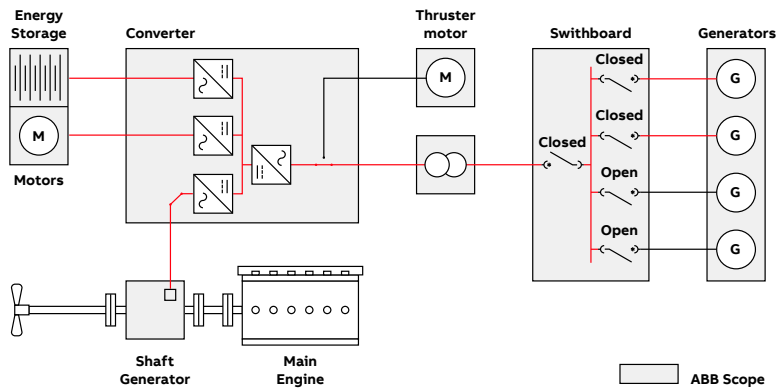 Energy
Storage
Converter
Thruster
motor
Swithboard
Generators
Closed
G
M
Closed
G
M
Closed
Motors
Open
G
Open
G
Shaft
Generator
Main
Engine
ABB Scope